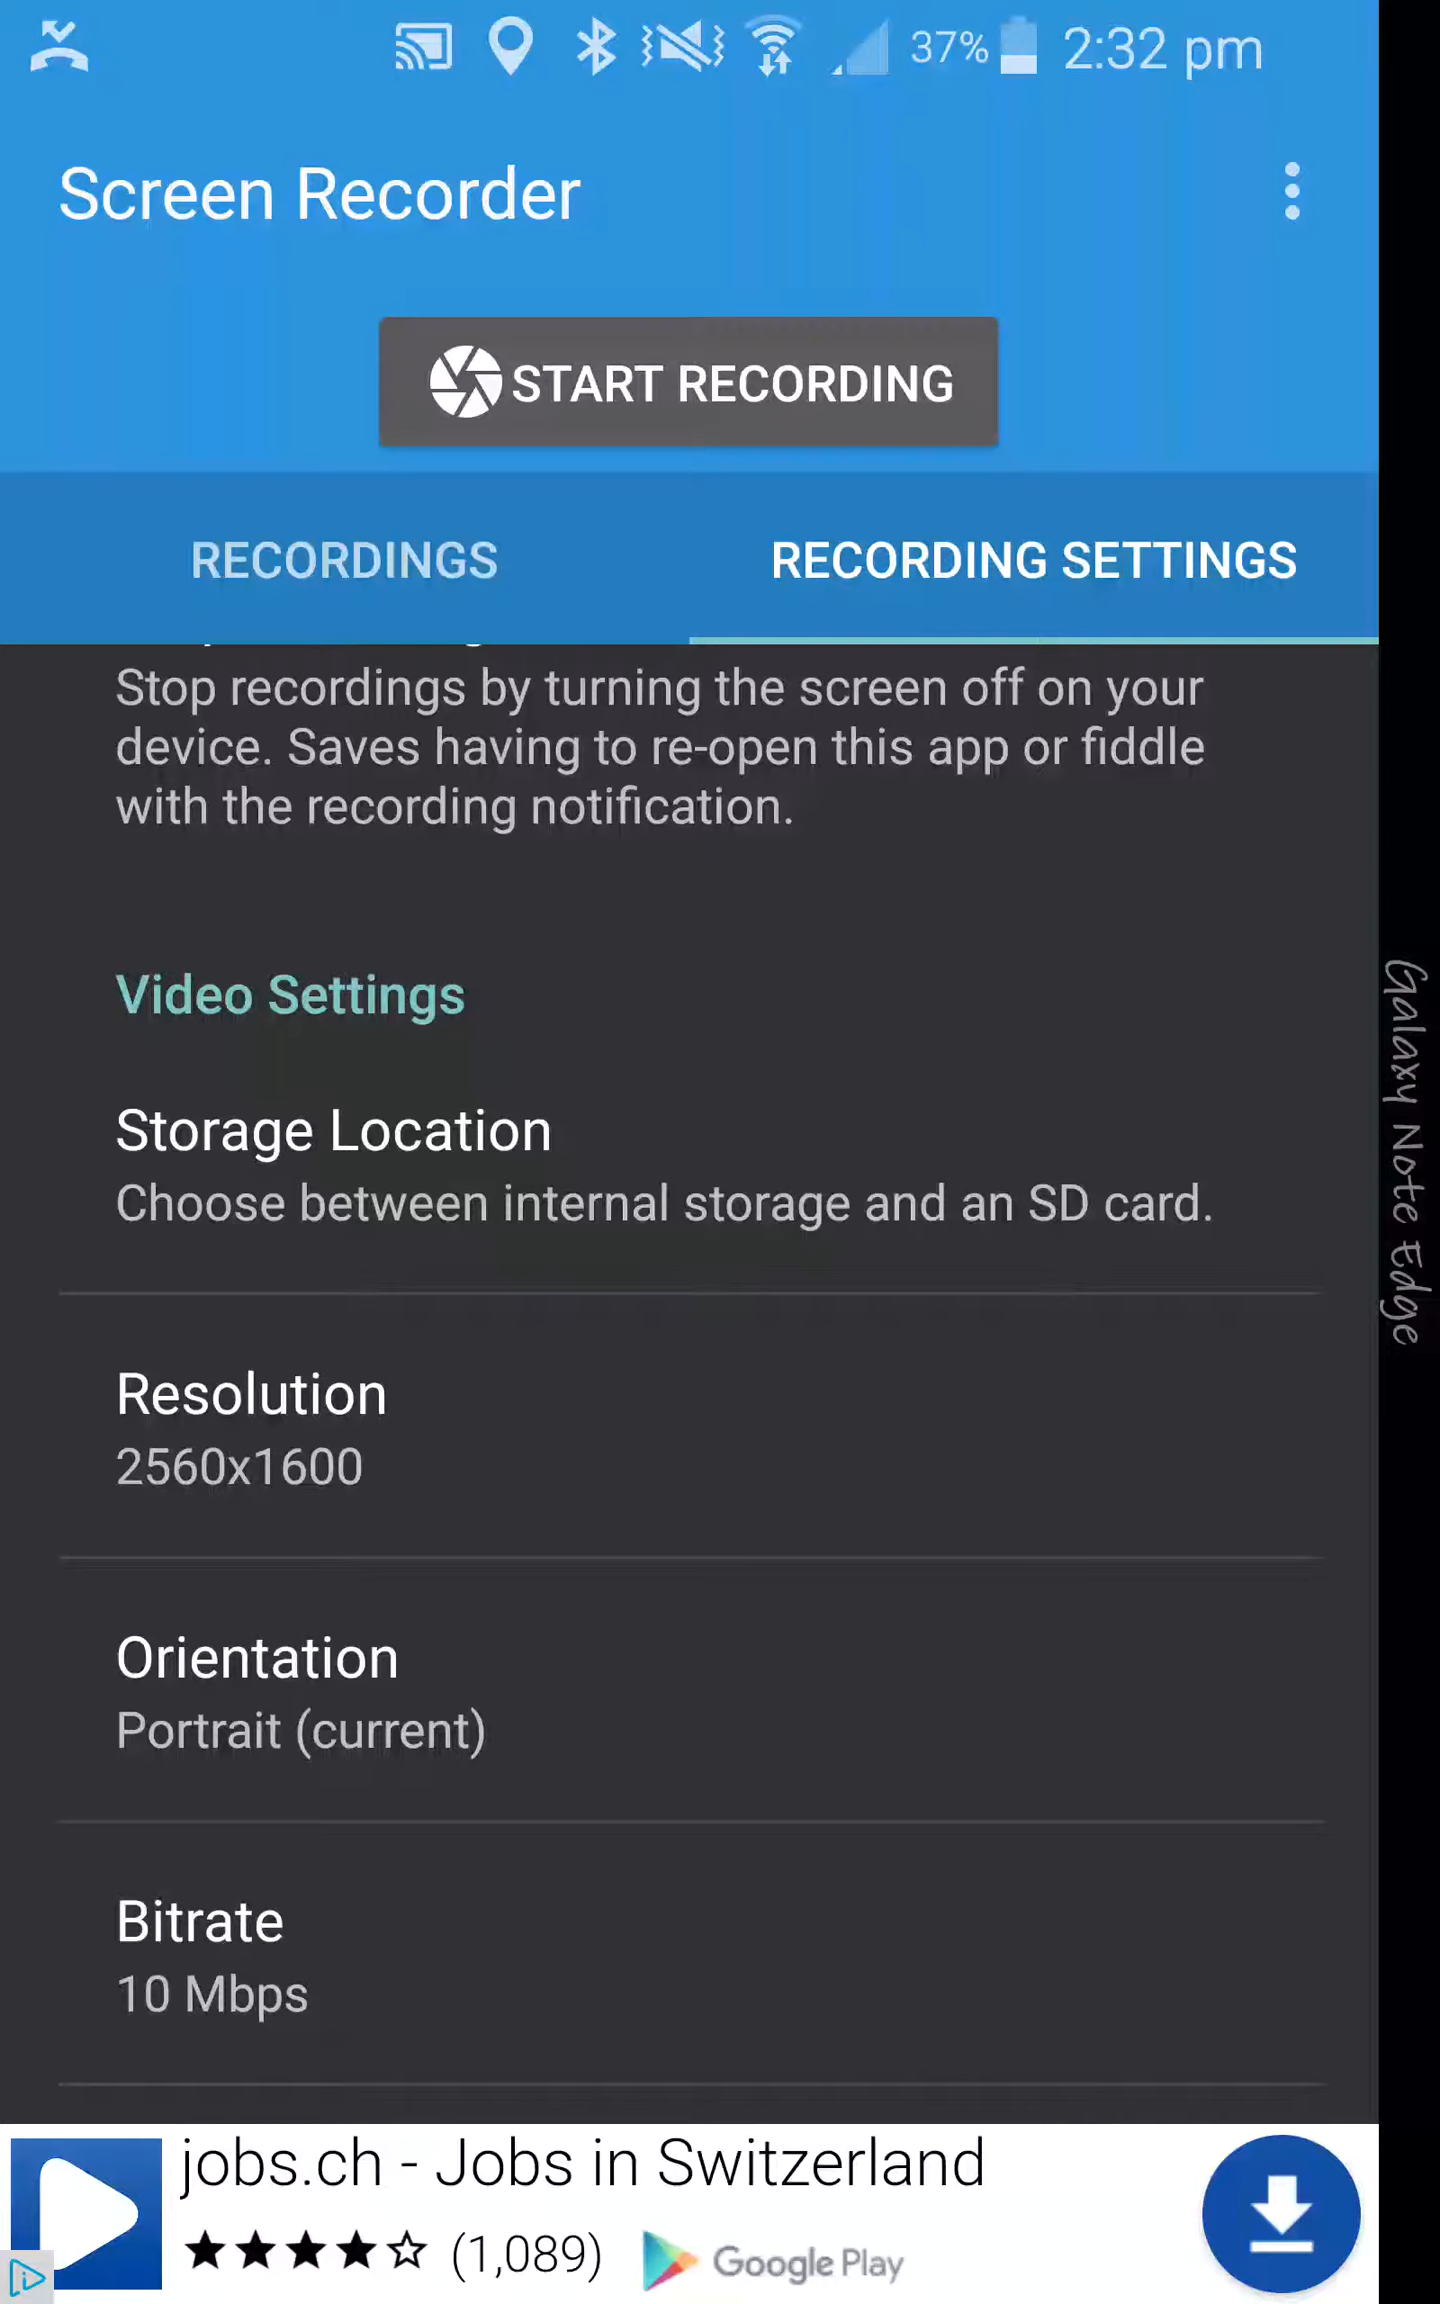 37% 2:32 pm
Screen Recorder
START RECORDING
RECORDINGS
RECORDING SETTINGS
Stop recordings by turning the screen off on your
device. Saves having to re-open this app or fiddle
with the recording notification.
Video Settings
Storage Location
Choose between internal storage and an SD card.
Resolution
2560x1600
Orientation
Portrait (current)
Bitrate
10 Mbps
jobs.ch - Jobs in Switzerland
(1,089) Google Play
Galaxy Note Edge